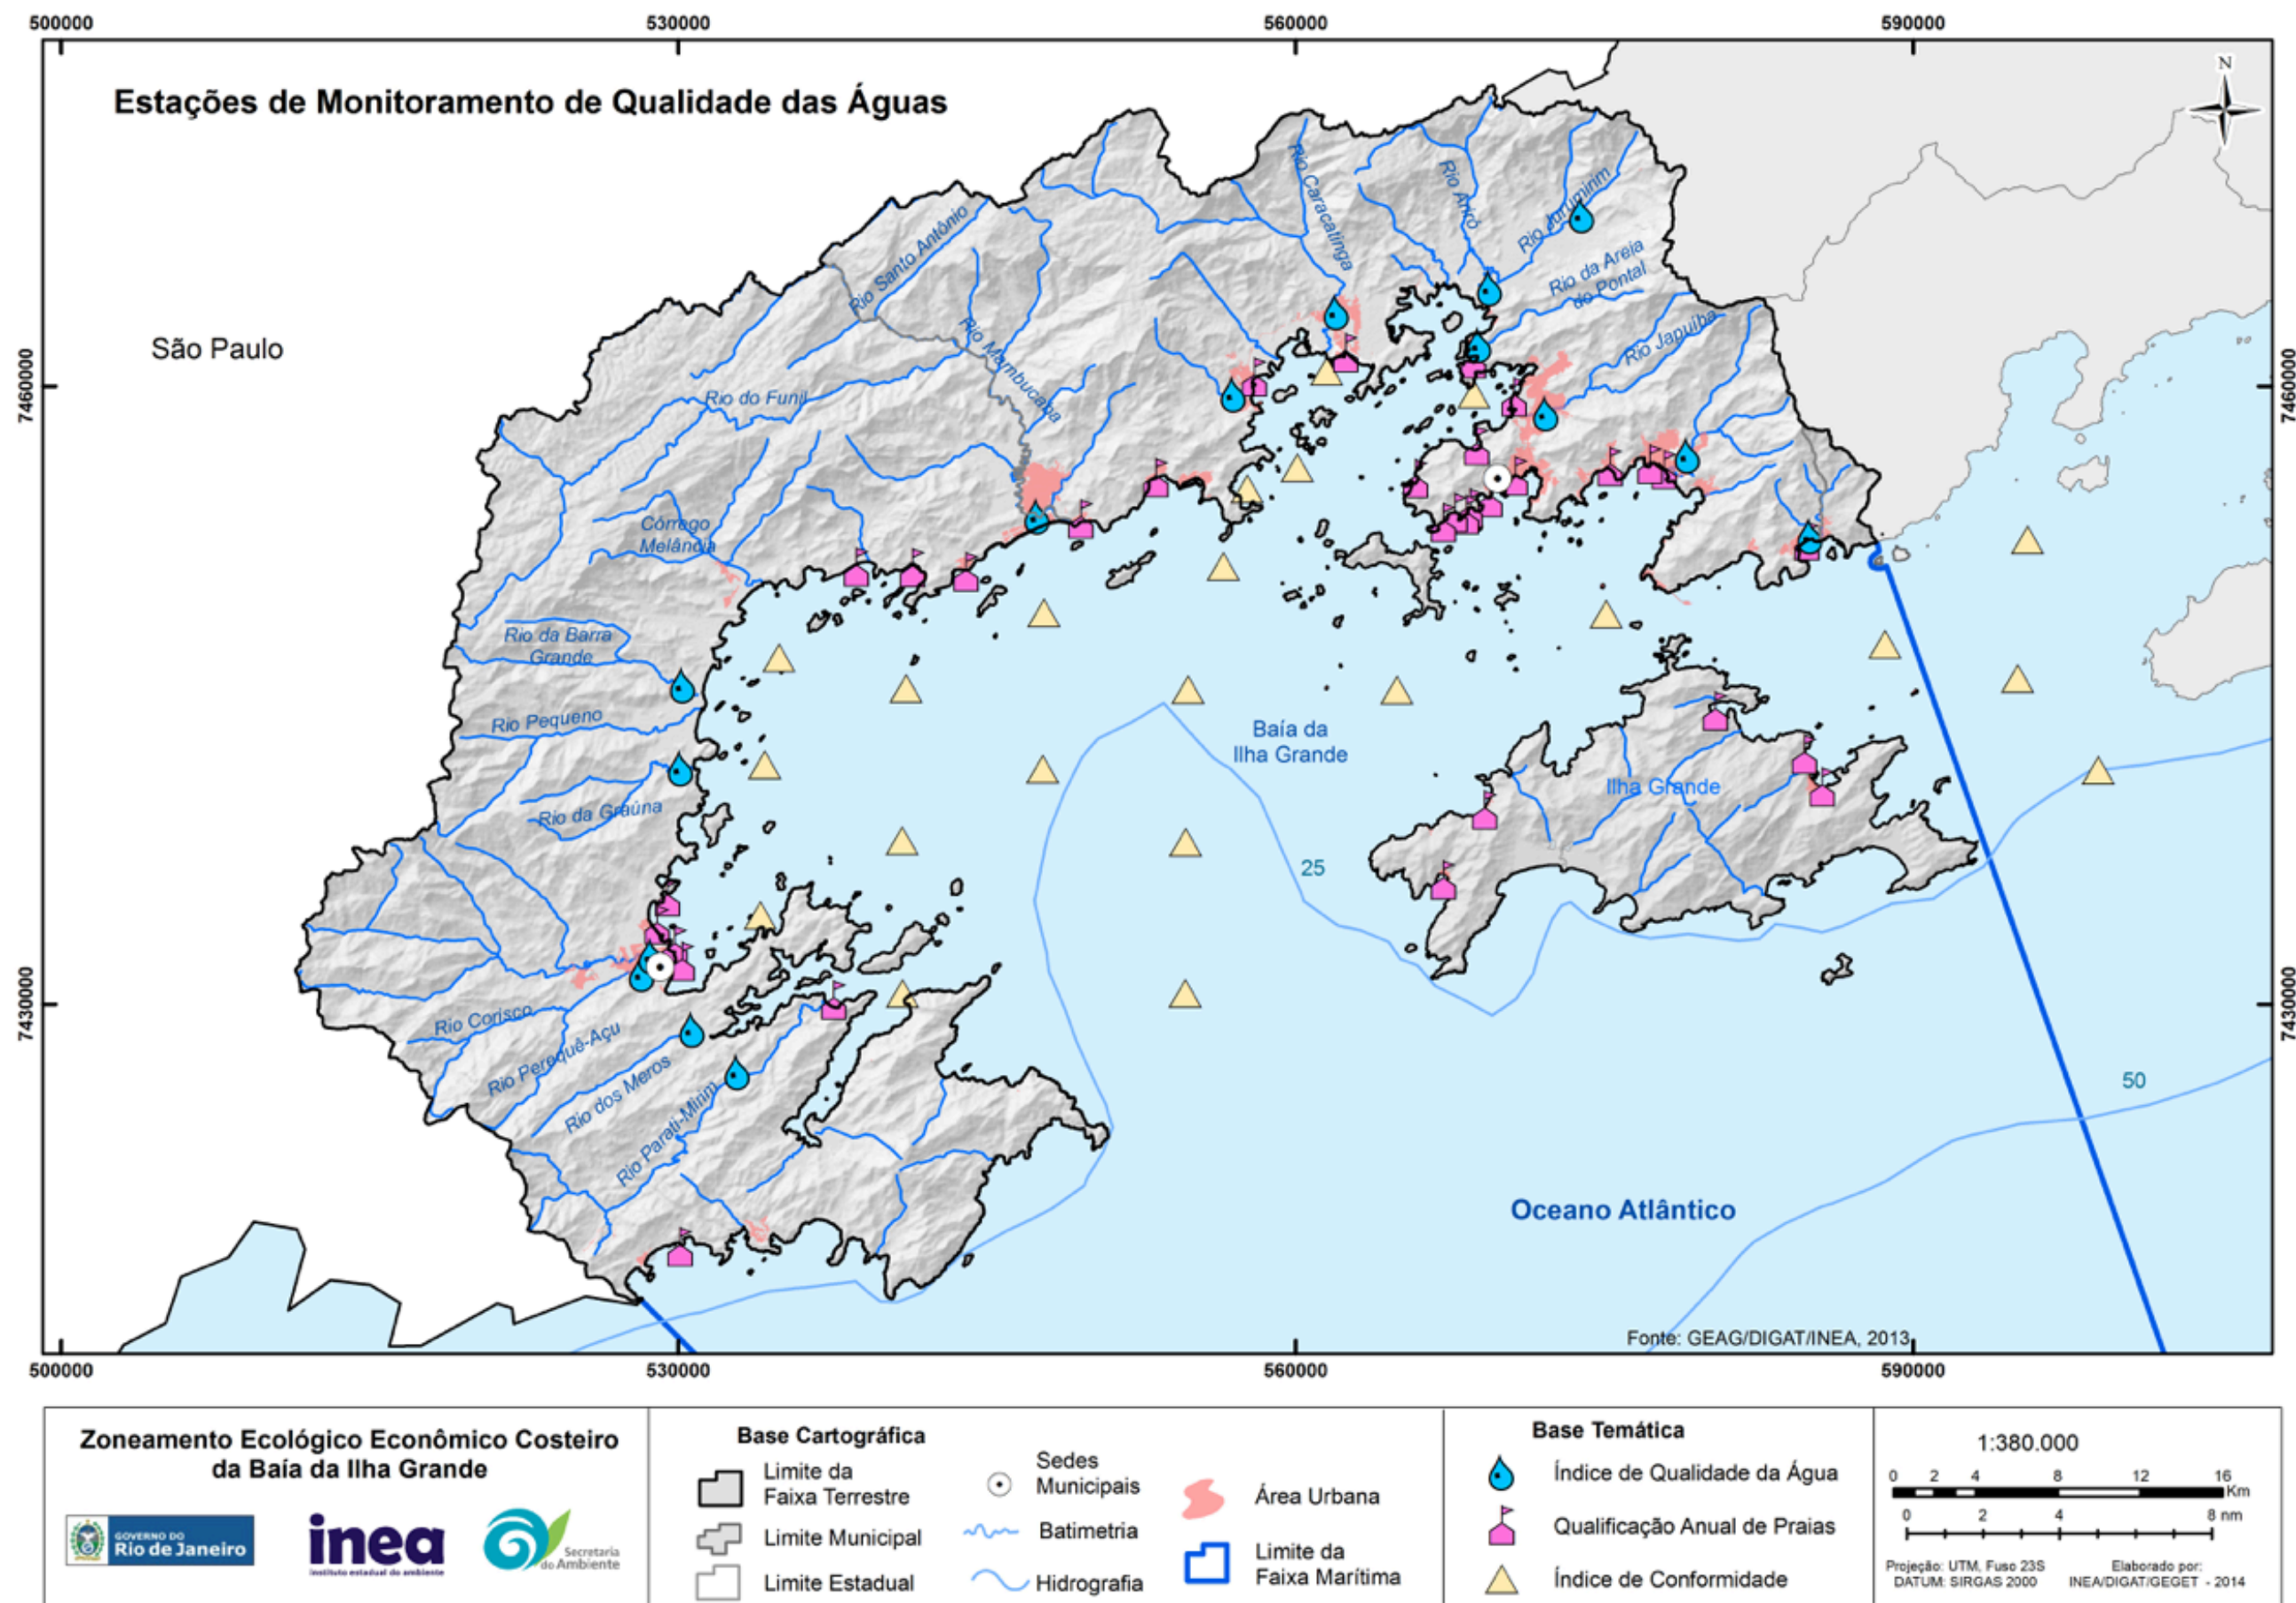 500000
530000
560000
590000
N
Estações de Monitoramento de Qualidade das Águas
São Paulo
7460000
7460000
Rio Santo Antônio
Rio Mambucaba
Rio do Funil
Rio Caracatinga
Rio Ariró
Rio Jurumirim
Rio da Areia
do Pontal
Rio Japuíba
Córrego
Melância
Rio da Barra
Grande
Rio Pequeno
Rio da Graúna
Baía da
Ilha Grande
Ilha Grande
25
7430000
7430000
Rio Corisco
Rio Perequê-Açu
Rio dos Meros
Rio Parati-Mirim
50
Oceano Atlântico
Fonte: GEAG/DIGAT/INEA, 2013
500000
530000
560000
590000
Zoneamento Ecológico Econômico Costeiro
da Baía da Ilha Grande
GOVERNO DO
Rio de Janeiro
inea
instituto estadual do ambiente
Secretaria
do Ambiente
Base Cartográfica
Limite da
Faixa Terrestre
Limite Municipal
Limite Estadual
Sedes
Municipais
Batimetria
Hidrografia
Área Urbana
Limite da
Faixa Marítima
Base Temática
Índice de Qualidade da Água
Qualificação Anual de Praias
Índice de Conformidade
1:380.000
0 2 4 8 12 16
Km
0 2 4 8 nm
Projeção: UTM, Fuso 23S
DATUM: SIRGAS 2000
Elaborado por:
INEA/DIGAT/GEGET - 2014